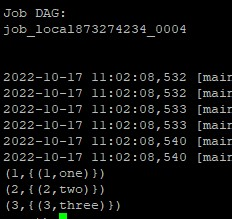 Job DAG:
job_local873274234_0004
2022-10-17 11:02:08,532 [main
2022-10-17 11:02:08,532 [main
2022-10-17 11:02:08,533 [main
2022-10-17 11:02:08,533 [main
2022-10-17 11:02:08,540 [main
2022-10-17 11:02:08,540 [main
(1,{(1,one)})
(2,{(2,two)})
(3,{(3,three)})